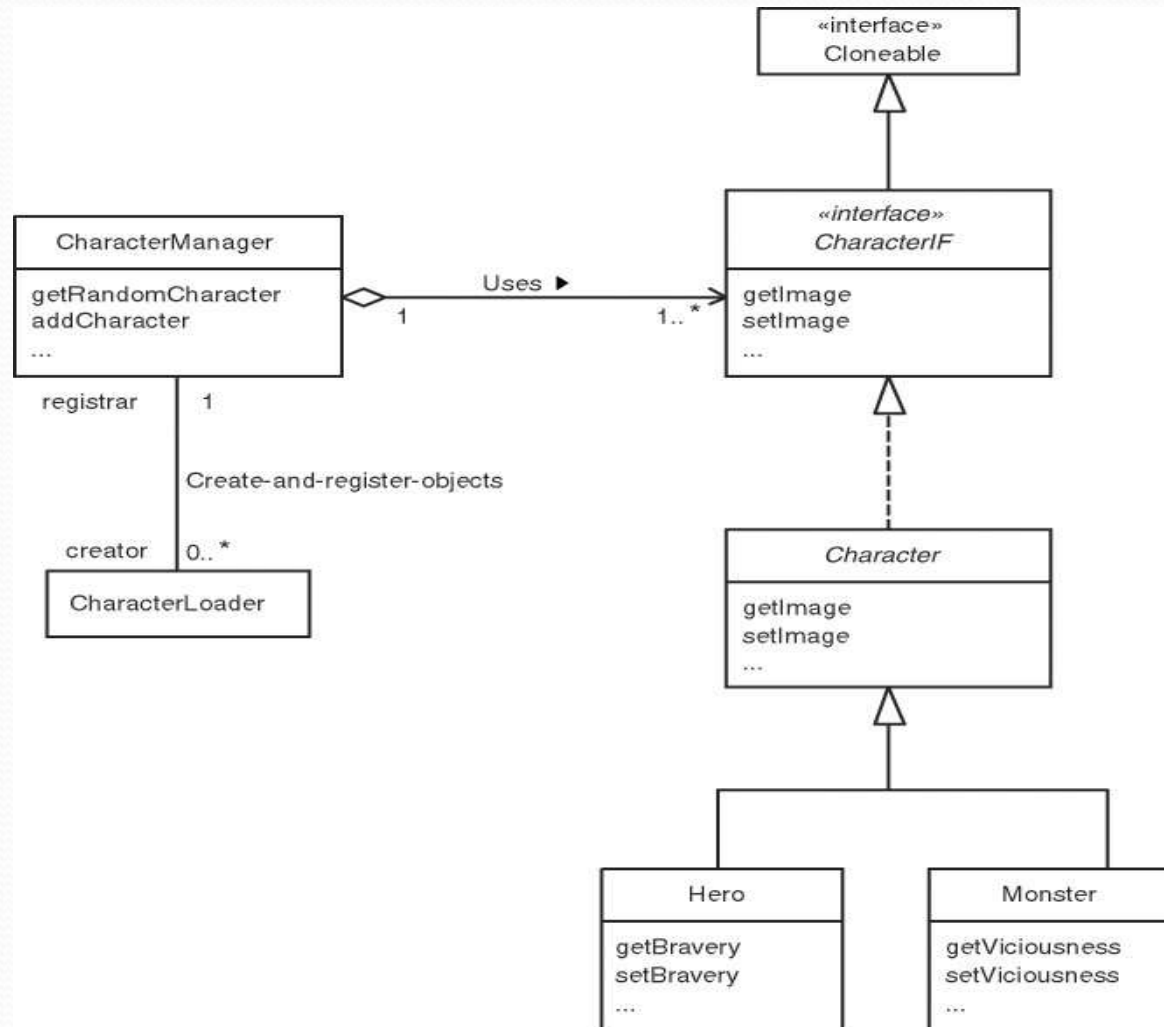 «interface»
Cloneable
«interface»
CharacterIF
getImage
setImage
...
CharacterManager
getRandomCharacter
addCharacter
...
Uses ►
1
1.. *
registrar
1
Create-and-register-objects
creator
0.. *
CharacterLoader
Character
getImage
setImage
...
Hero
getBravery
setBravery
...
Monster
getViciousness
setViciousness
...